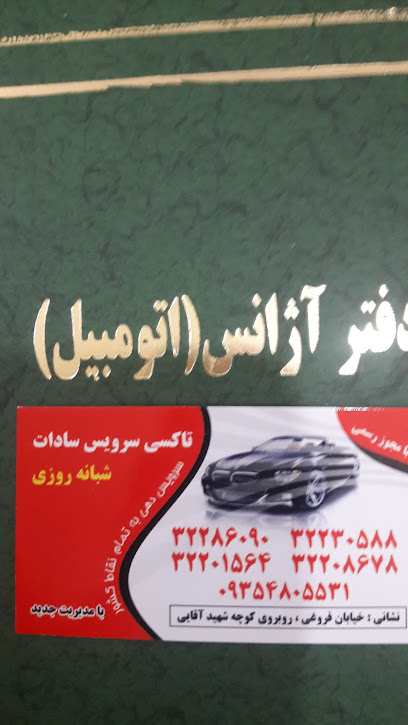 دفتر آژانس (اتومبیل)
با مجوز رسمی
تاکسی سرویس سادات
شبانه روزی
سرویس دهی به تمام نقاط کشور
۳۲۲۸۶۰۹۰ ۳۲۲۳۰۵۸۸
۳۲۲۰۱۵۶۴ ۳۲۲۰۸۶۷۸
۰۹۳۵۴۸۰۵۵۳۱
با مدیریت جدید
نشانی : خیابان فروغی ، روبروی کوچه شهید آقایی